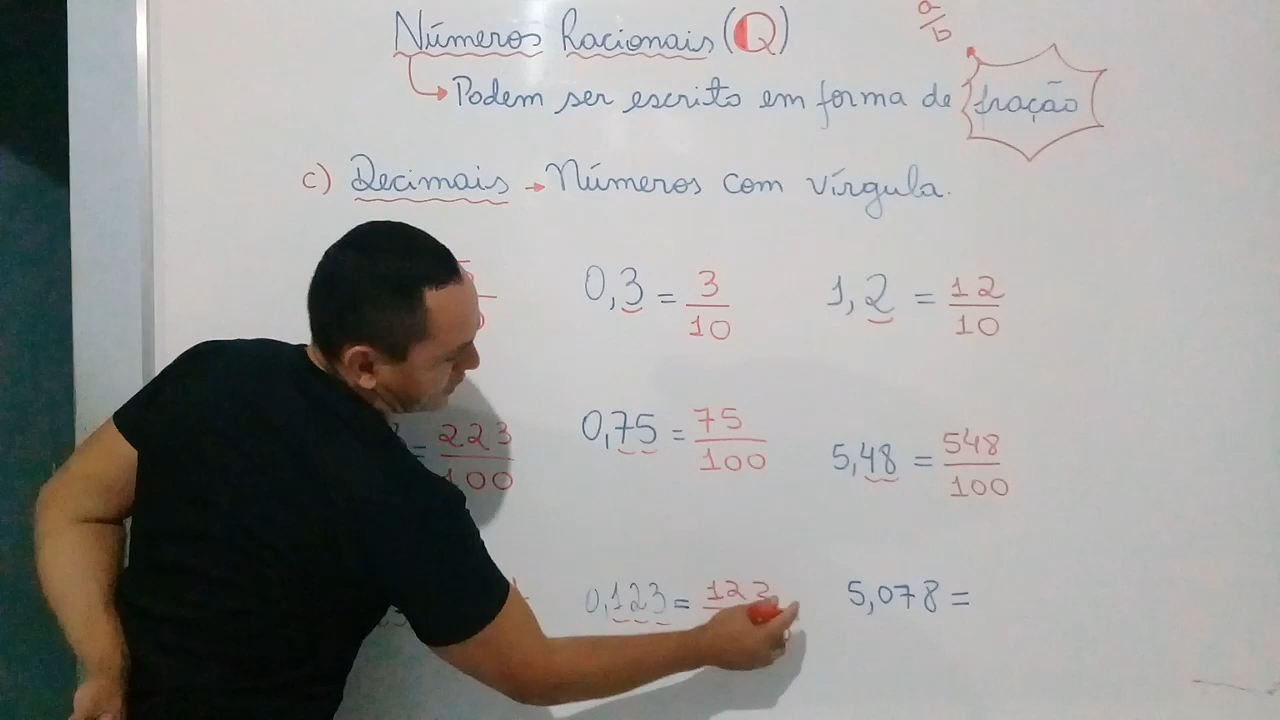 Números Racionais (Q)
a/b
Podem ser escrito em forma de fração
c) Decimais → Números com vírgula.
0,3 = 3/10
1,2 = 12/10
= 223/100
0,75 = 75/100
5,48 = 548/100
0,123 = 123
5,078 =